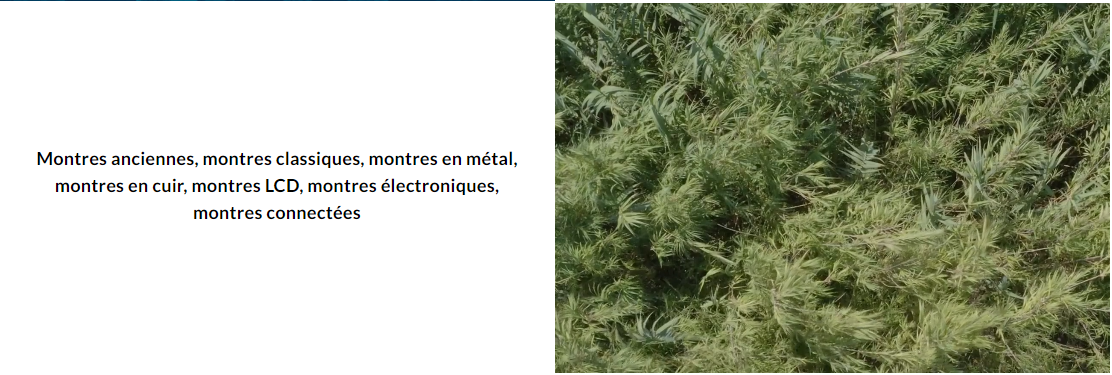 Montres anciennes, montres classiques, montres en métal,
montres en cuir, montres LCD, montres électroniques,
montres connectées